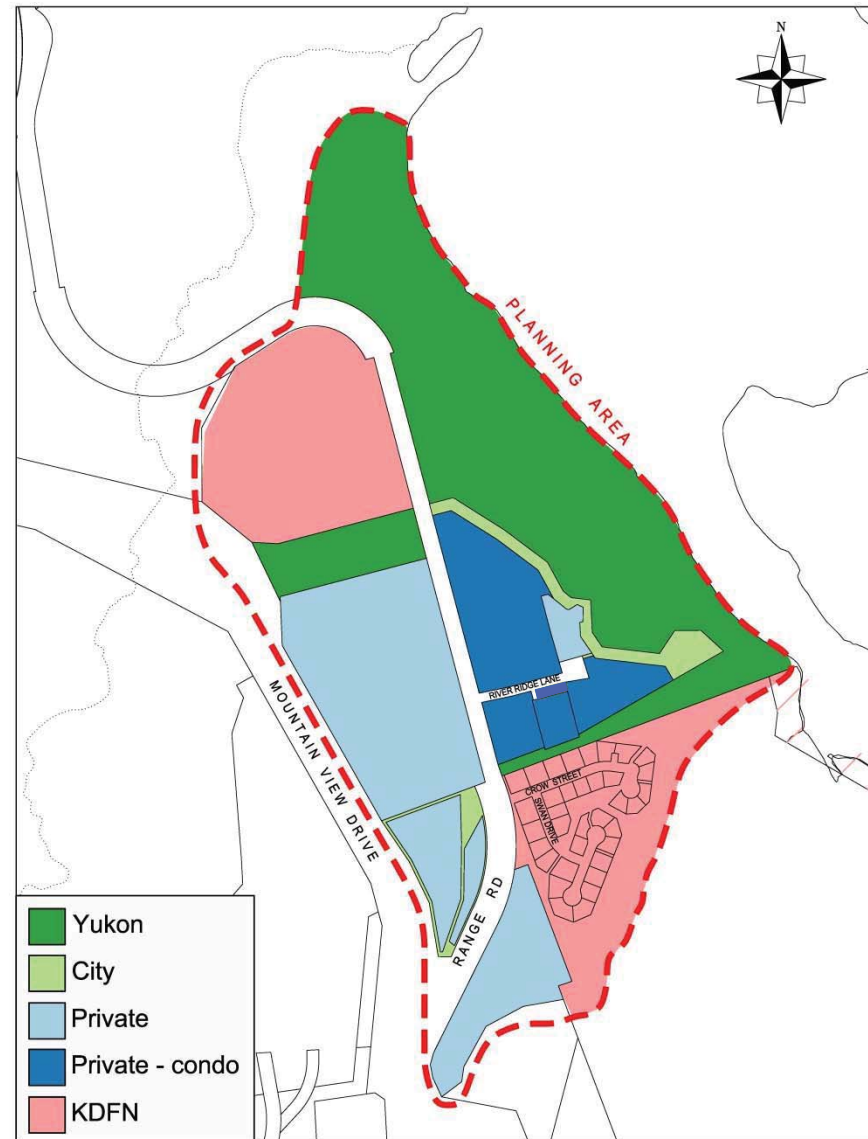 N
PLANNING AREA
RIVER RIDGE LANE
CROW STREET
SWAN DRIVE
MOUNTAIN VIEW DRIVE
RANGE RD
Yukon
City
Private
Private - condo
KDFN